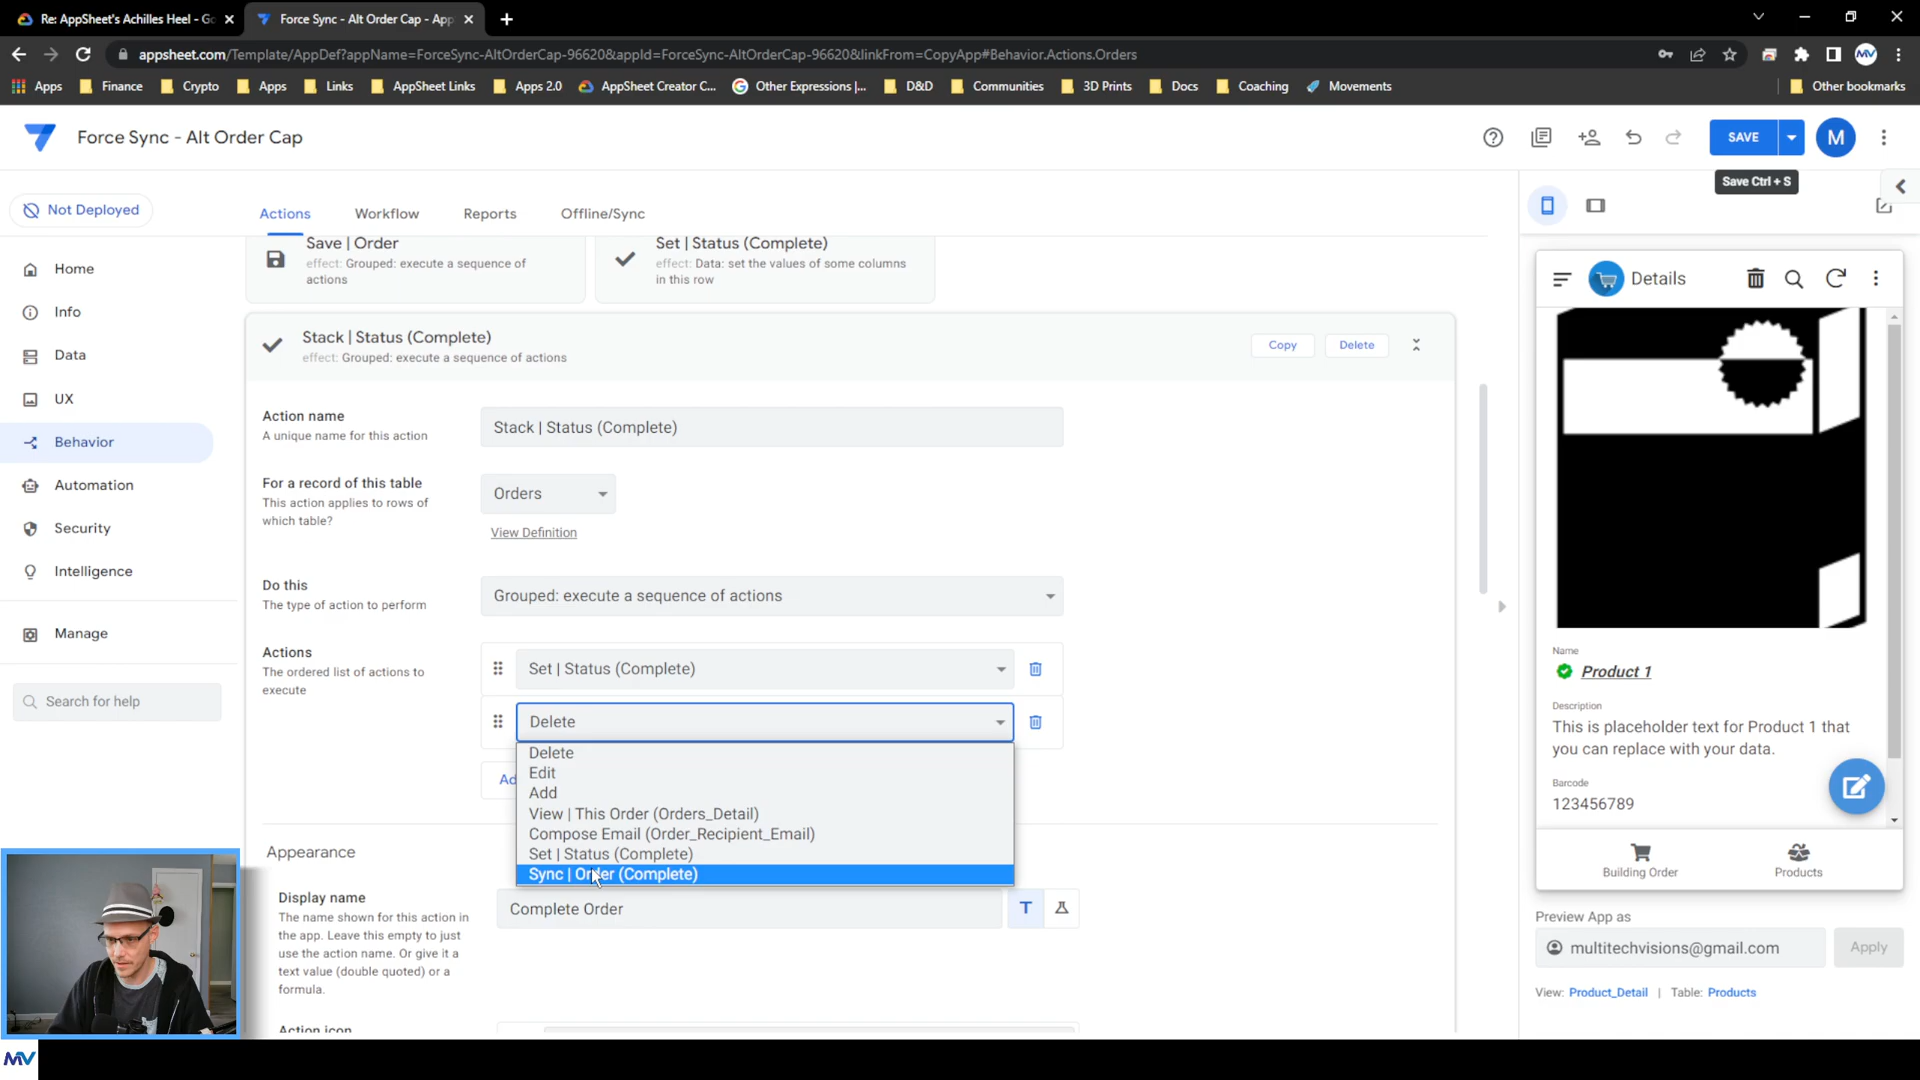 Re: AppSheet's Achilles Heel - Go
Force Sync - Alt Order Cap - App
appsheet.com/Template/AppDef?appName=ForceSync-AltOrderCap-96620&appId=ForceSync-AltOrderCap-96620&linkFrom=CopyApp#Behavior.Actions.Orders
MV
Apps
Finance
Crypto
Apps
Links
AppSheet Links
Apps 2.0
AppSheet Creator C...
Other Expressions |...
D&D
Communities
3D Prints
Docs
Coaching
Movements
Other bookmarks
Force Sync - Alt Order Cap
SAVE
M
Save Ctrl + S
Not Deployed
Home
Info
Data
UX
Behavior
Automation
Security
Intelligence
Manage
Search for help
Actions
Workflow
Reports
Offline/Sync
Save | Order
effect: Grouped: execute a sequence of
actions
Set | Status (Complete)
effect: Data: set the values of some columns
in this row
Stack | Status (Complete)
effect: Grouped: execute a sequence of actions
Copy
Delete
Action name
A unique name for this action
Stack | Status (Complete)
For a record of this table
This action applies to rows of
which table?
Orders
View Definition
Do this
The type of action to perform
Grouped: execute a sequence of actions
Actions
The ordered list of actions to
execute
Set | Status (Complete)
Delete
Delete
Edit
Add
View | This Order (Orders_Detail)
Compose Email (Order_Recipient_Email)
Set | Status (Complete)
Sync | Order (Complete)
Ad
Appearance
Display name
The name shown for this action in
the app. Leave this empty to just
use the action name. Or give it a
text value (double quoted) or a
formula.
Complete Order
T
Action icon
Details
Name
Product 1
Description
This is placeholder text for Product 1 that
you can replace with your data.
Barcode
123456789
Building Order
Products
Preview App as
multitechvisions@gmail.com
Apply
View: Product_Detail | Table: Products
MV